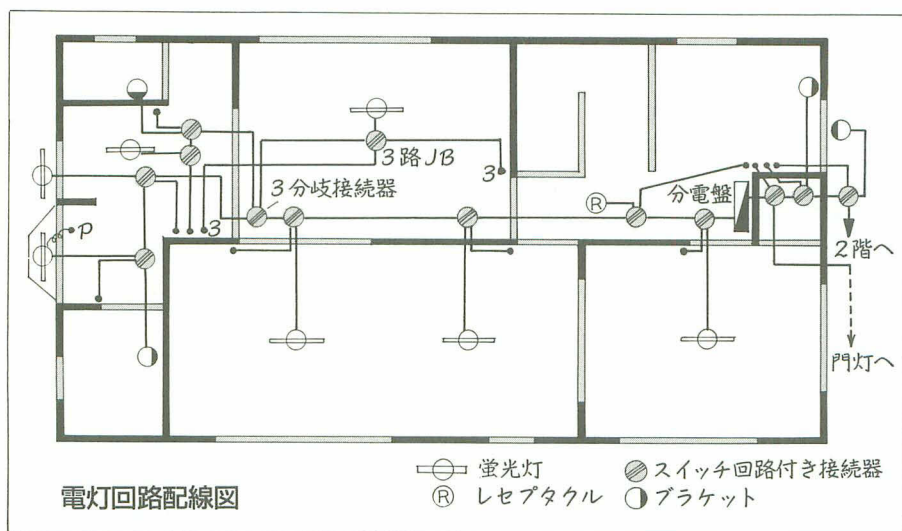 3路JB
3
3分岐接続器
R
分電盤
P
3
2階へ
門灯へ
電灯回路配線図
蛍光灯
スイッチ回路付き接続器
R レセプタクル
ブラケット